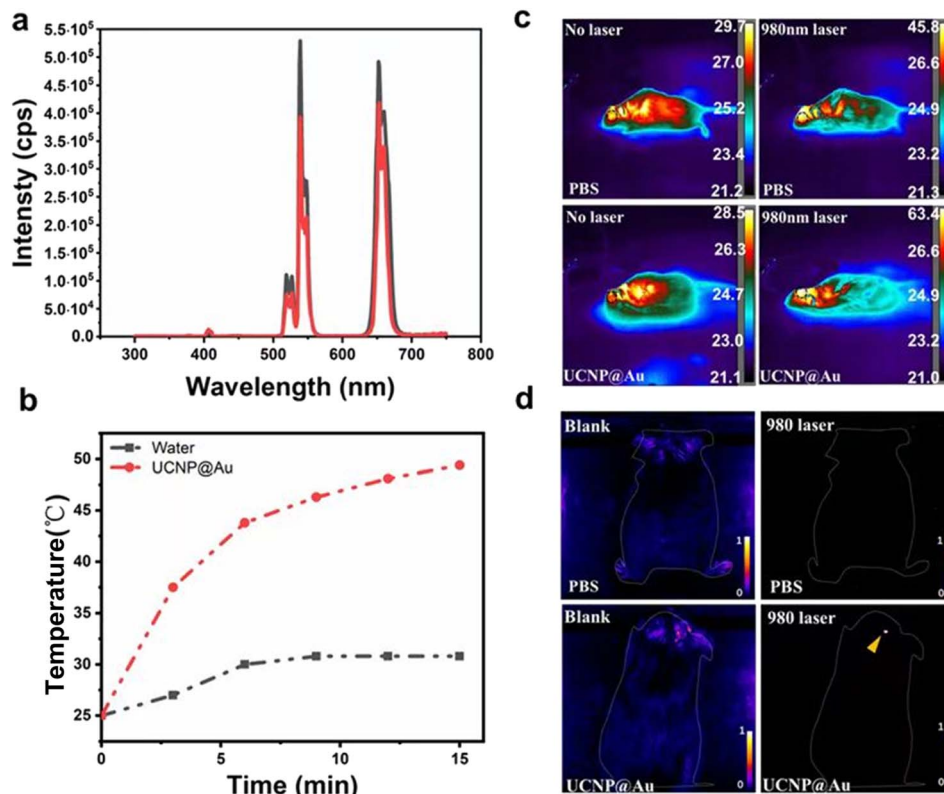 a
5.5·10⁵
5.0·10⁵
4.5·10⁵
4.0·10⁵
3.5·10⁵
3.0·10⁵
2.5·10⁵
2.0·10⁵
1.5·10⁵
1.0·10⁵
5.0·10⁴
0.0
Intensty (cps)
300 400 500 600 700 800
Wavelength (nm)
b
Water
UCNP@Au
50
45
40
35
30
25
Temperature(℃)
0 5 10 15
Time (min)
c
No laser
29.7
27.0
25.2
23.4
21.2
PBS
980nm laser
45.8
26.6
24.9
23.2
21.3
PBS
No laser
28.5
26.3
24.7
23.0
21.1
UCNP@Au
980nm laser
63.4
26.6
24.9
23.2
21.0
UCNP@Au
d
Blank
1
0
PBS
980 laser
1
0
PBS
Blank
1
0
UCNP@Au
980 laser
1
0
UCNP@Au